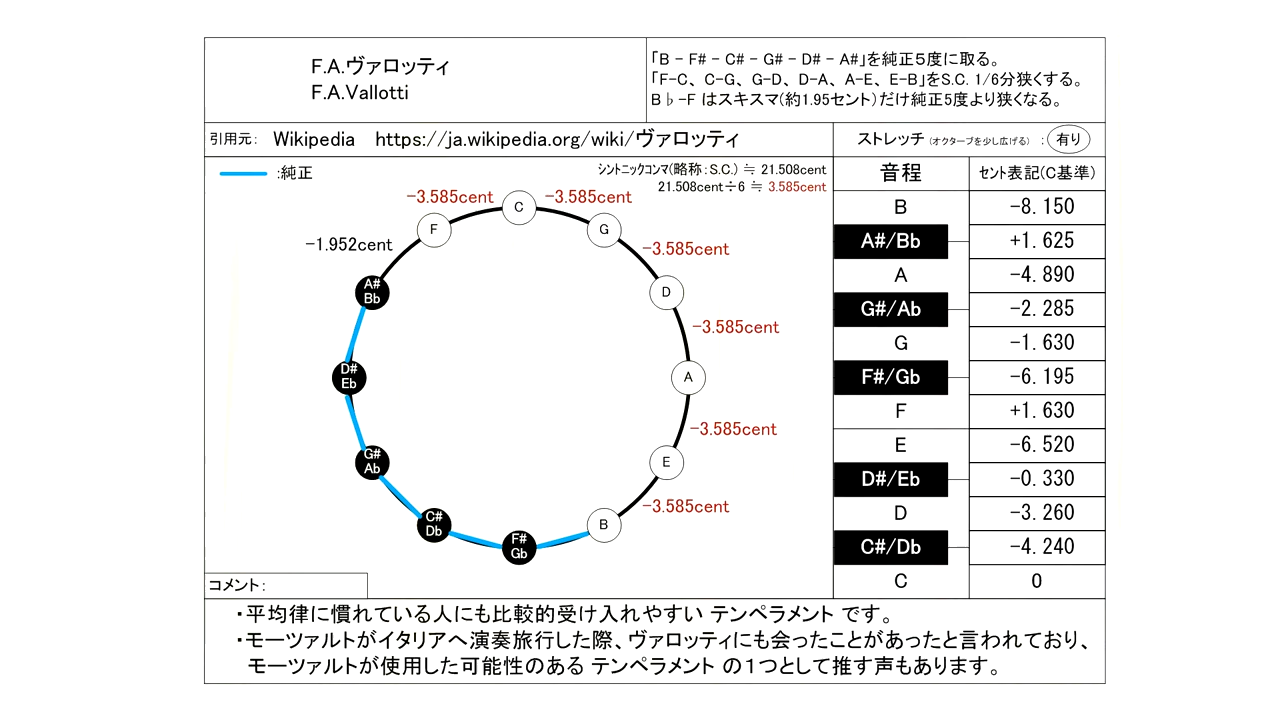 F.A.ヴァロッティ
F.A.Vallotti
「B - F# - C# - G# - D# - A#」を純正5度に取る。
「F-C、 C-G、 G-D、 D-A、 A-E、 E-B」をS.C. 1/6分狭くする。
B♭-F はスキスマ(約1.95セント)だけ純正5度より狭くなる。
引用元: Wikipedia https://ja.wikipedia.org/wiki/ヴァロッティ
ストレッチ (オクターブを少し広げる) : 有り
:純正
シントニックコンマ(略称:S.C.) ≒ 21.508cent
21.508cent÷6 ≒ 3.585cent
-3.585cent
C
-3.585cent
F
G
-1.952cent
-3.585cent
A#
Bb
D
-3.585cent
D#
Eb
A
-3.585cent
G#
Ab
E
-3.585cent
C#
Db
B
F#
Gb
音程 セント表記(C基準)
B -8.150
A#/Bb +1.625
A -4.890
G#/Ab -2.285
G -1.630
F#/Gb -6.195
F +1.630
E -6.520
D#/Eb -0.330
D -3.260
C#/Db -4.240
C 0
コメント:
・平均律に慣れている人にも比較的受け入れやすい テンペラメント です。
・モーツァルトがイタリアへ演奏旅行した際、ヴァロッティにも会ったことがあったと言われており、
モーツァルトが使用した可能性のある テンペラメント の1つとして推す声もあります。